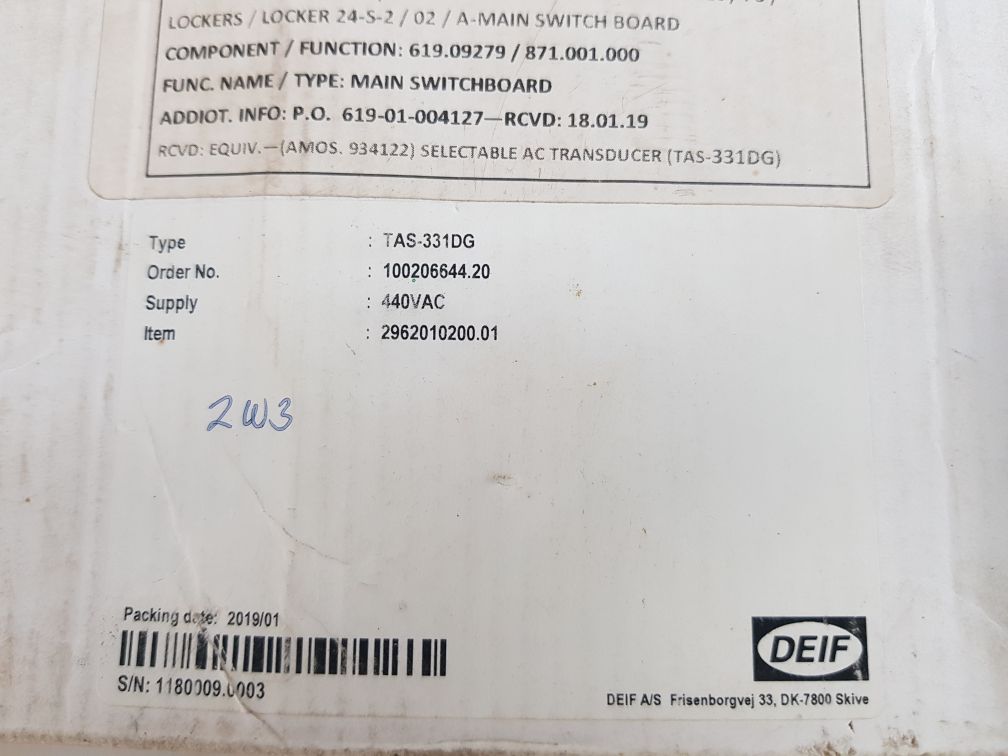 LOCKERS / LOCKER 24-S-2 / 02 / A-MAIN SWITCH BOARD
COMPONENT / FUNCTION: 619.09279 / 871.001.000
FUNC. NAME / TYPE: MAIN SWITCHBOARD
ADDIOT. INFO: P.O. 619-01-004127—RCVD: 18.01.19
RCVD: EQUIV.—(AMOS. 934122) SELECTABLE AC TRANSDUCER (TAS-331DG)
Type : TAS-331DG
Order No. : 100206644.20
Supply : 440VAC
Item : 2962010200.01
2W3
Packing date: 2019/01
S/N: 1180009.0003
DEIF
DEIF A/S Frisenborgvej 33, DK-7800 Skive